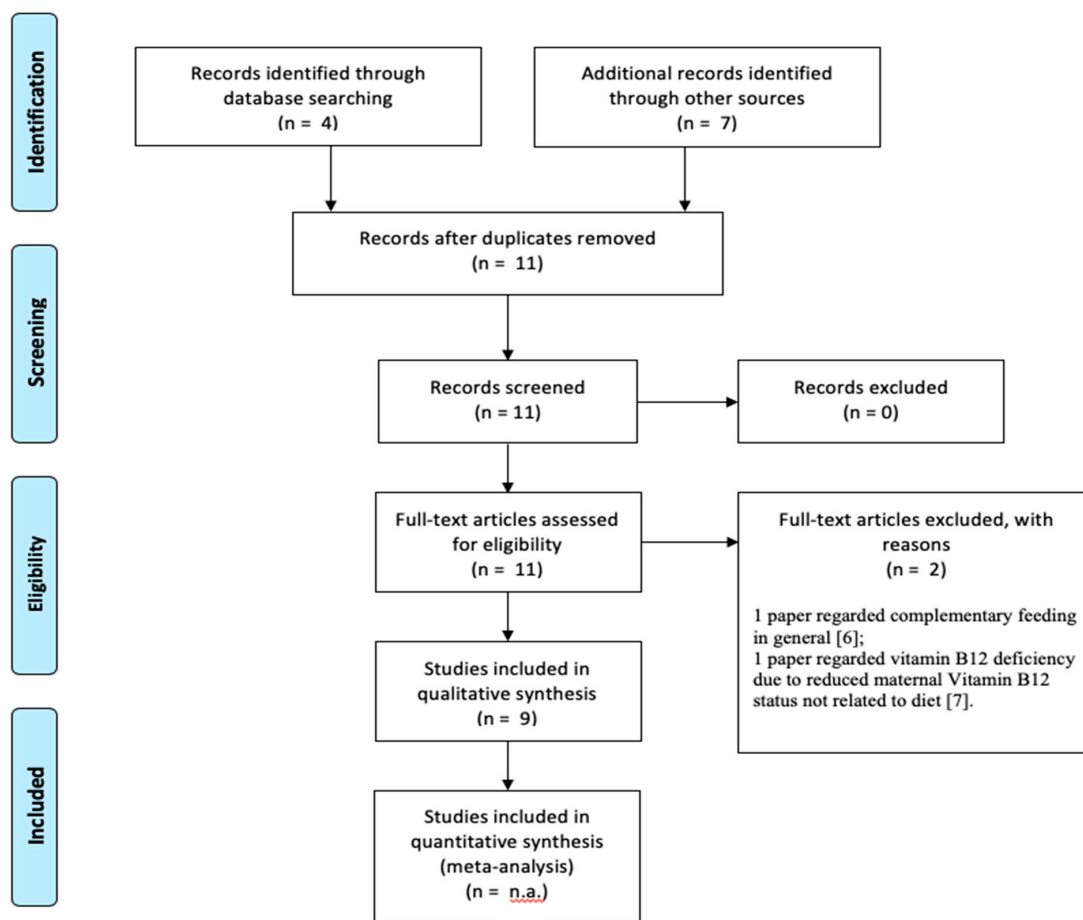 Identification
Records identified through
database searching
(n = 4)
Additional records identified
through other sources
(n = 7)
Records after duplicates removed
(n = 11)
Screening
Records screened
(n = 11)
Records excluded
(n = 0)
Eligibility
Full-text articles assessed
for eligibility
(n = 11)
Full-text articles excluded, with
reasons
(n = 2)
1 paper regarded complementary feeding
in general [6];
1 paper regarded vitamin B12 deficiency
due to reduced maternal Vitamin B12
status not related to diet [7].
Studies included in
qualitative synthesis
(n = 9)
Included
Studies included in
quantitative synthesis
(meta-analysis)
(n = n.a.)